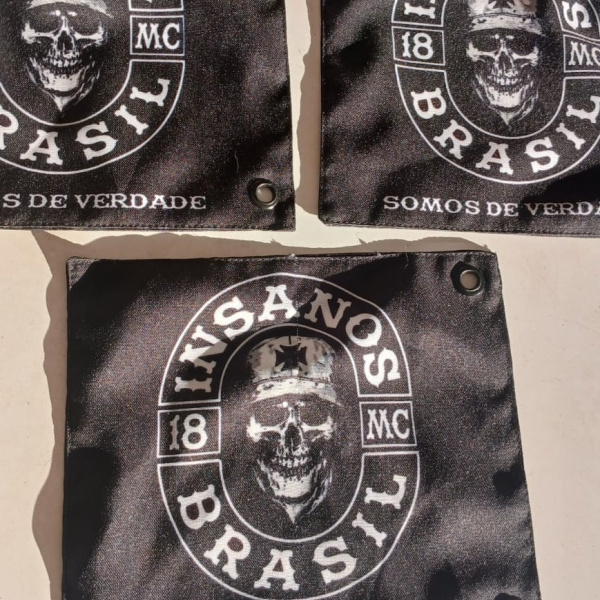 MC
BRASIL
S DE VERDADE
18
MC
BRASIL
SOMOS DE VERDA
INSANOS
18 MC
BRASIL